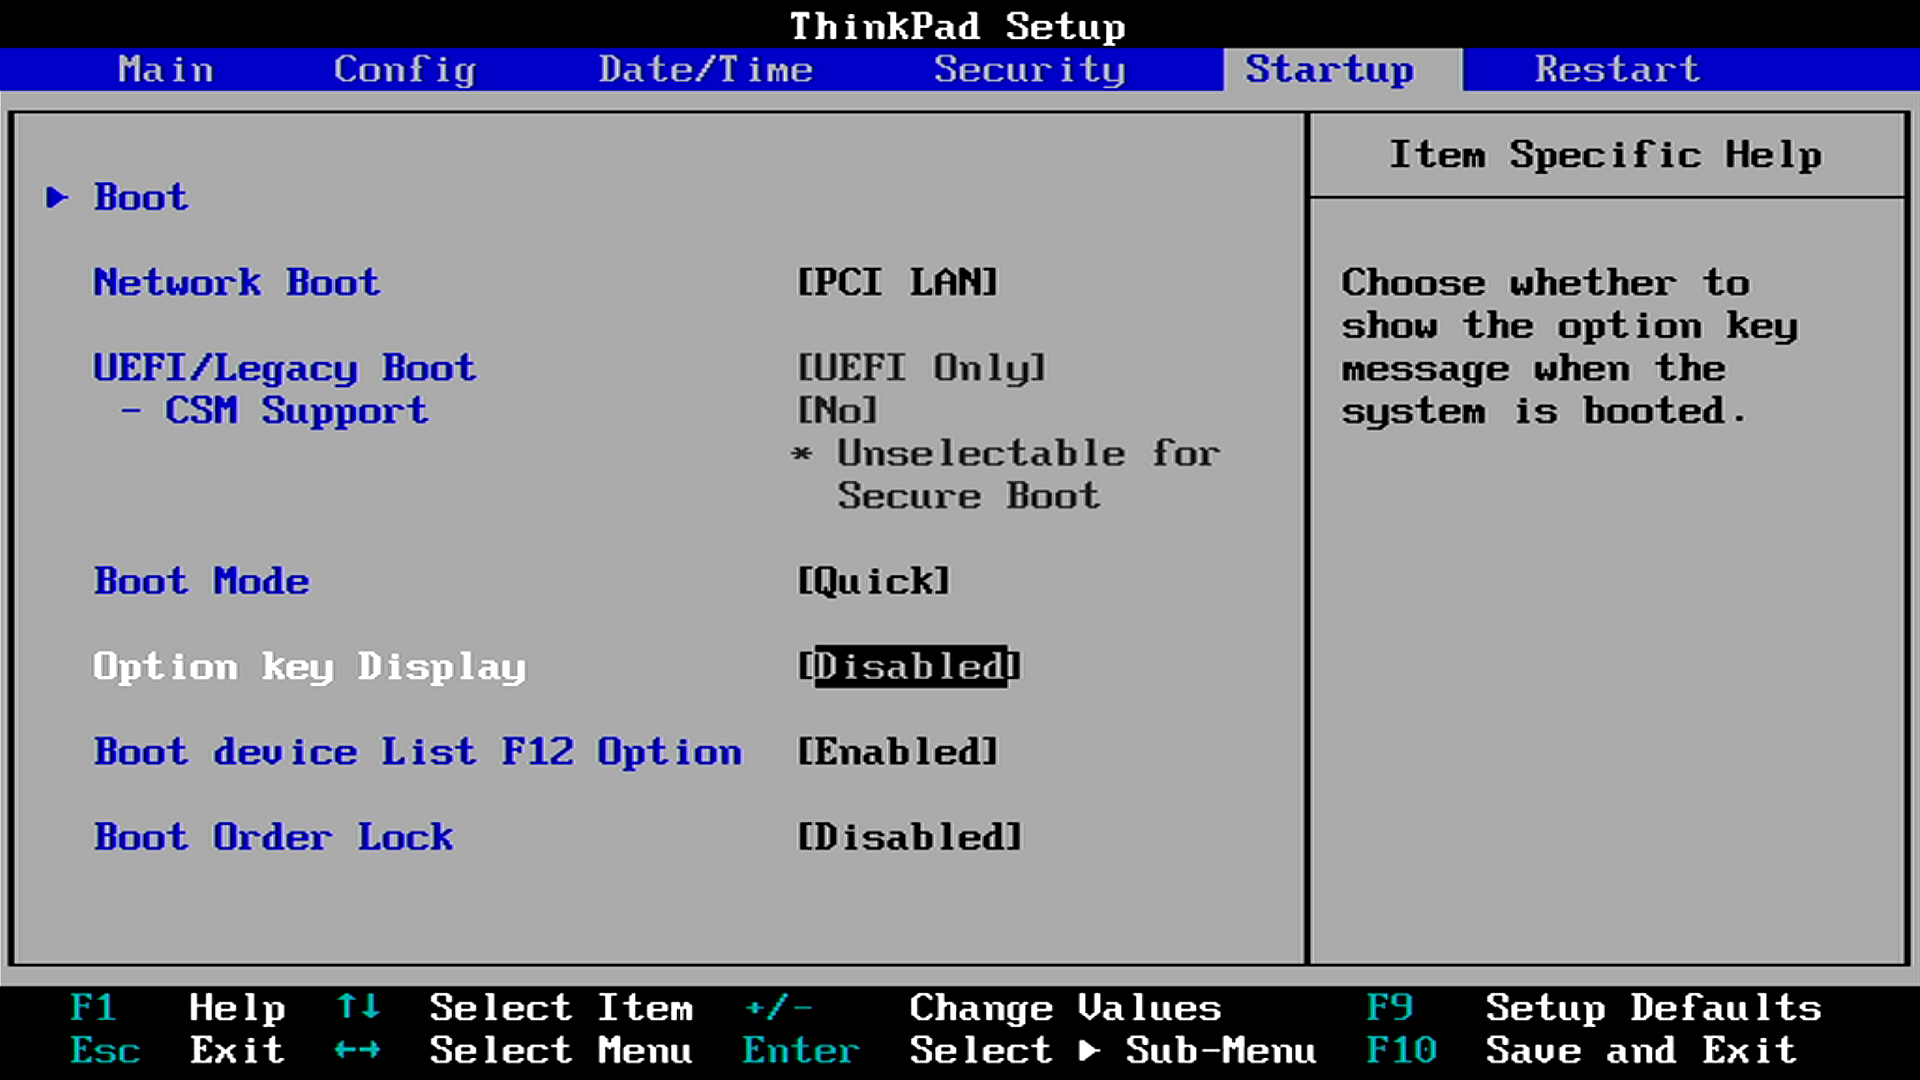 ThinkPad Setup
Main Config Date/Time Security Startup Restart
Item Specific Help
Boot
Network Boot [PCI LAN]
UEFI/Legacy Boot [UEFI Only]
- CSM Support [No]
* Unselectable for
Secure Boot
Boot Mode [Quick]
Option key Display [Disabled]
Boot device List F12 Option [Enabled]
Boot Order Lock [Disabled]
Choose whether to
show the option key
message when the
system is booted.
F1 Help ↑↓ Select Item +/- Change Values F9 Setup Defaults
Esc Exit ←→ Select Menu Enter Select ▶ Sub-Menu F10 Save and Exit